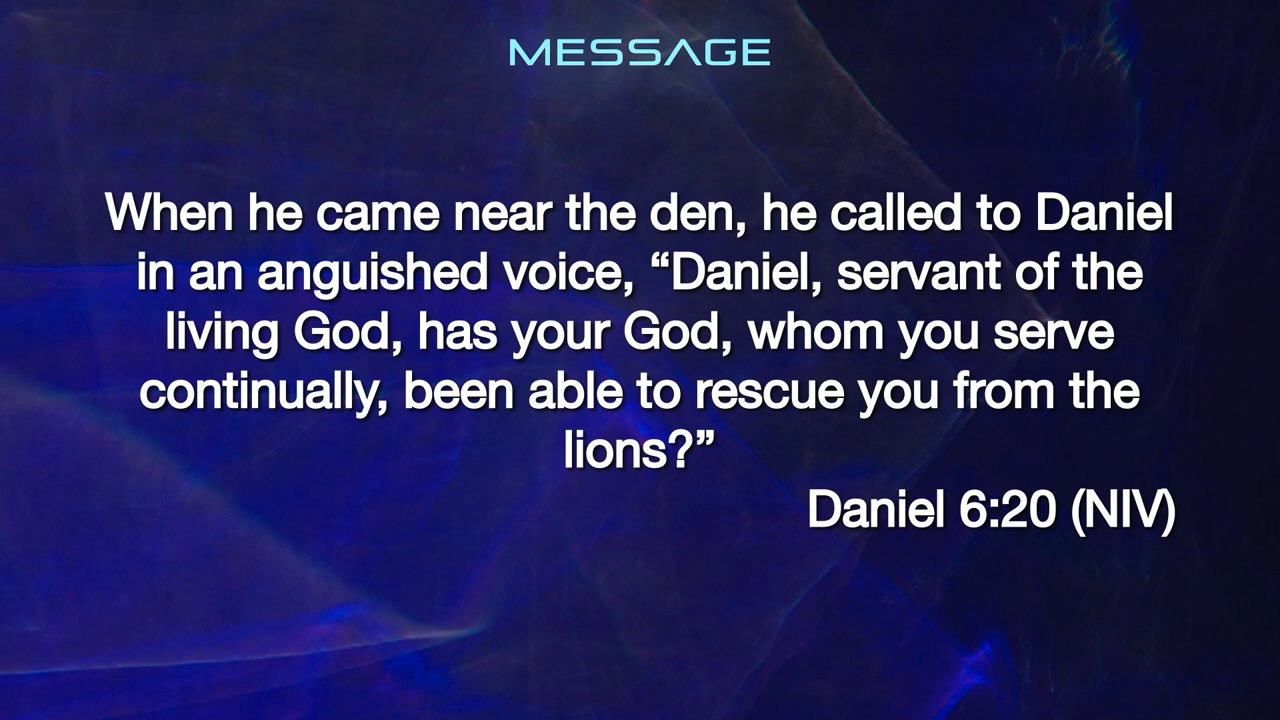 MESSAGE
When he came near the den, he called to Daniel
in an anguished voice, “Daniel, servant of the
living God, has your God, whom you serve
continually, been able to rescue you from the
lions?”
Daniel 6:20 (NIV)